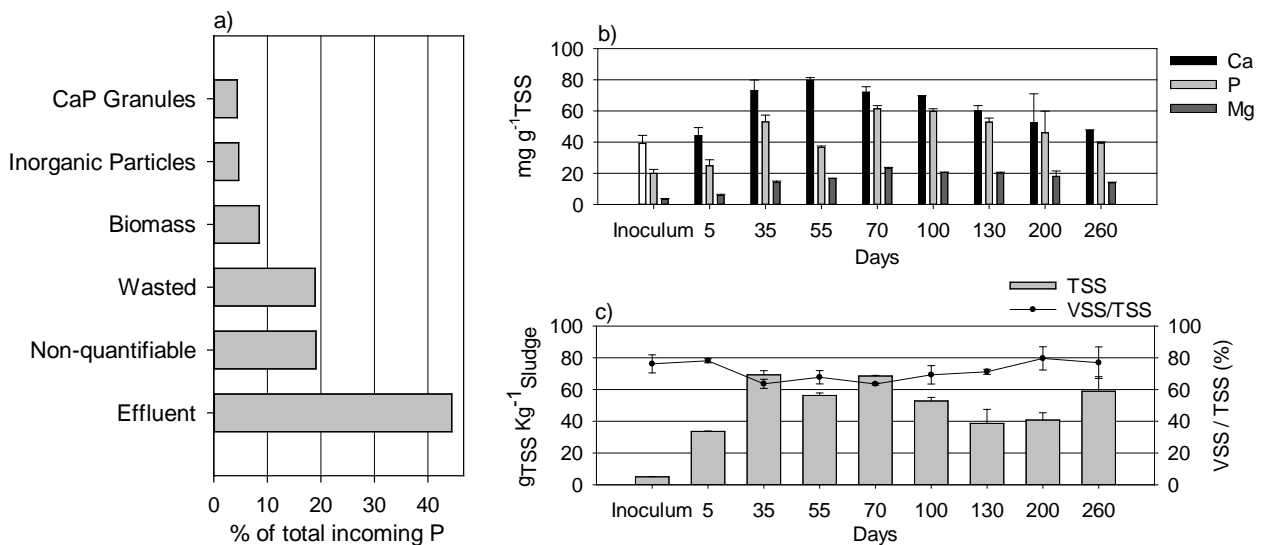 a)
CaP Granules
Inorganic Particles
Biomass
Wasted
Non-quantifiable
Effluent
0 10 20 30 40
% of total incoming P
b)
mg g⁻¹TSS
100
80
60
40
20
0
Inoculum 5 35 55 70 100 130 200 260
Days
Ca
P
Mg
c)
TSS
VSS/TSS
gTSS Kg⁻¹ Sludge
100
80
60
40
20
0
Inoculum 5 35 55 70 100 130 200 260
Days
100
80
60
40
20
0
VSS / TSS (%)